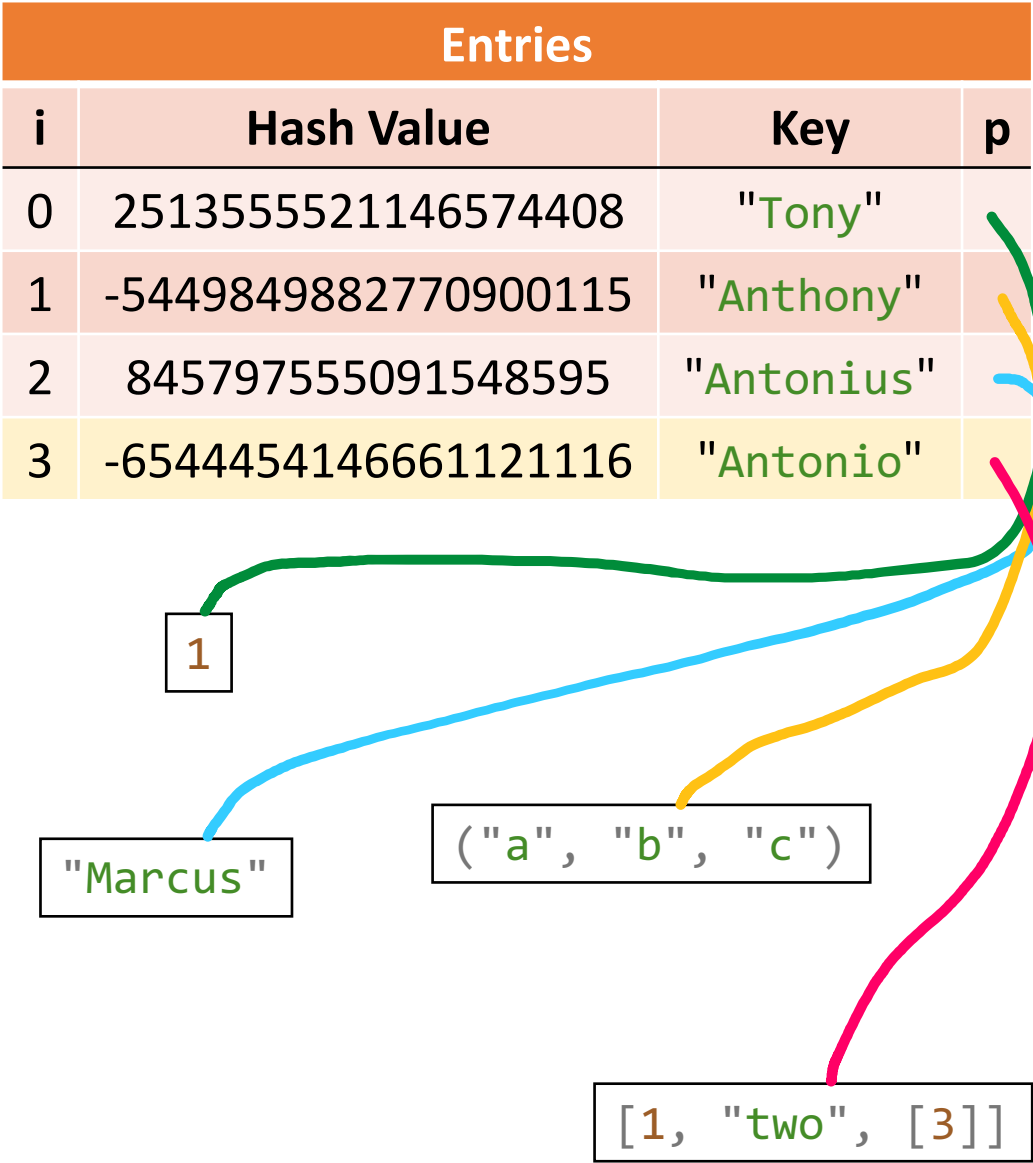 Entries
i Hash Value Key p
0 2513555521146574408 "Tony"
1 -5449849882770900115 "Anthony"
2 845797555091548595 "Antonius"
3 -6544454146661121116 "Antonio"
1
"Marcus"
("a", "b", "c")
[1, "two", [3]]